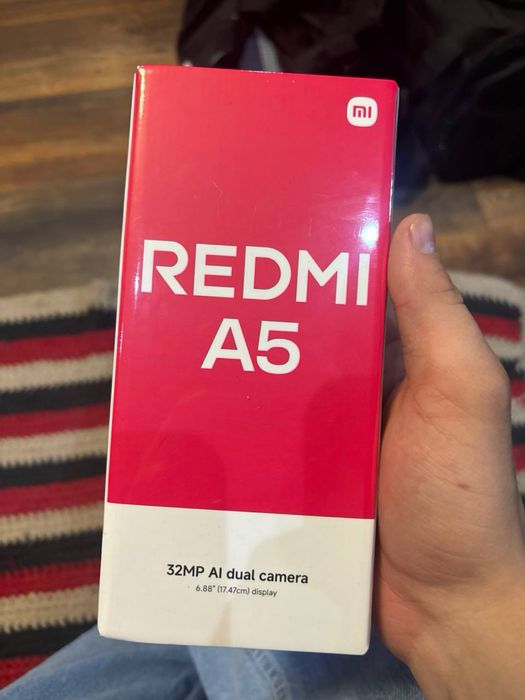 mi
REDMI
A5
32MP AI dual camera
6.88" (17.47cm) display